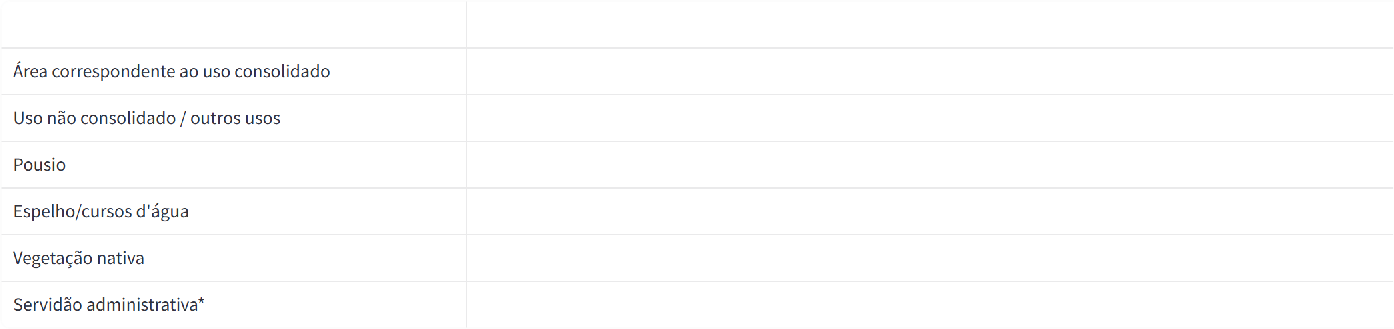 Área correspondente ao uso consolidado
Uso não consolidado / outros usos
Pousio
Espelho/cursos d'água
Vegetação nativa
Servidão administrativa*